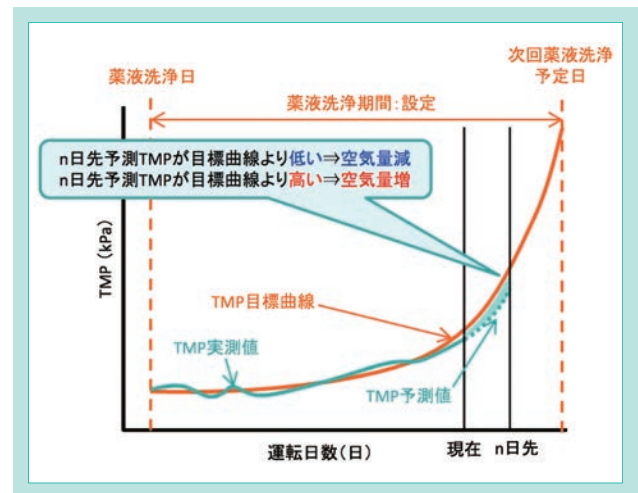 薬液洗浄日
次回薬液洗浄
予定日
薬液洗浄期間:設定
n日先予測TMPが目標曲線より低い⇒空気量減
n日先予測TMPが目標曲線より高い⇒空気量増
TMP(kPa)
TMP目標曲線
TMP実測値
TMP予測値
運転日数(日)
現在
n日先